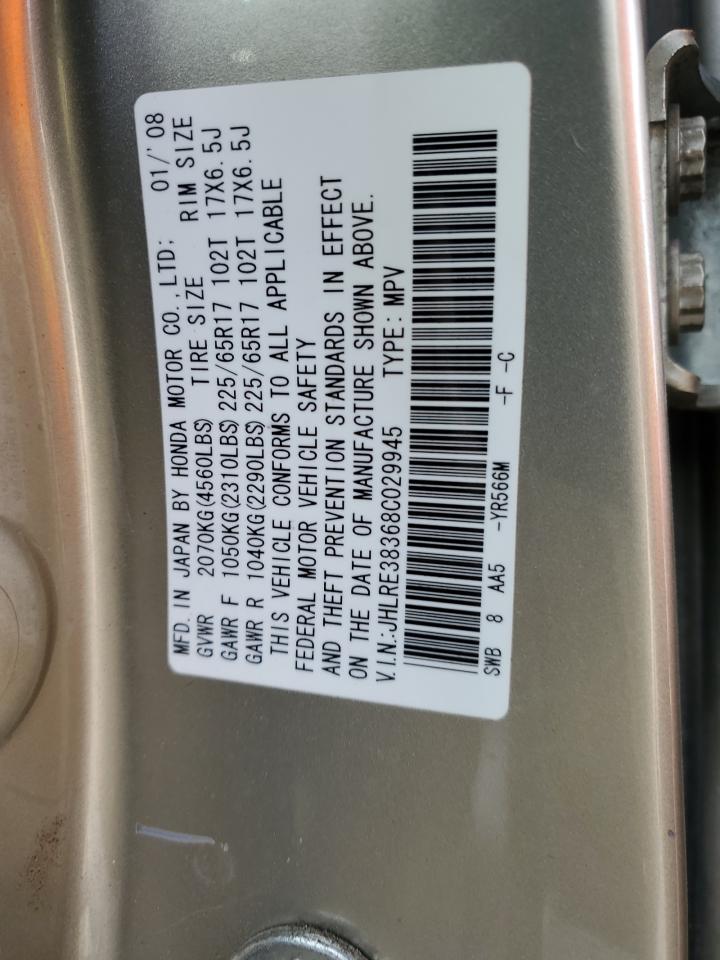 MFD. IN JAPAN BY HONDA MOTOR CO.,LTD; 01/'08
GVWR 2070KG(4560LBS) TIRE SIZE RIM SIZE
GAWR F 1050KG(2310LBS) 225/65R17 102T 17X6.5J
GAWR R 1040KG(2290LBS) 225/65R17 102T 17X6.5J
THIS VEHICLE CONFORMS TO ALL APPLICABLE
FEDERAL MOTOR VEHICLE SAFETY
AND THEFT PREVENTION STANDARDS IN EFFECT
ON THE DATE OF MANUFACTURE SHOWN ABOVE.
V.I.N.:JHLRE38368C029945 TYPE:MPV
SWB 8 AA5 -YR566M -F -C